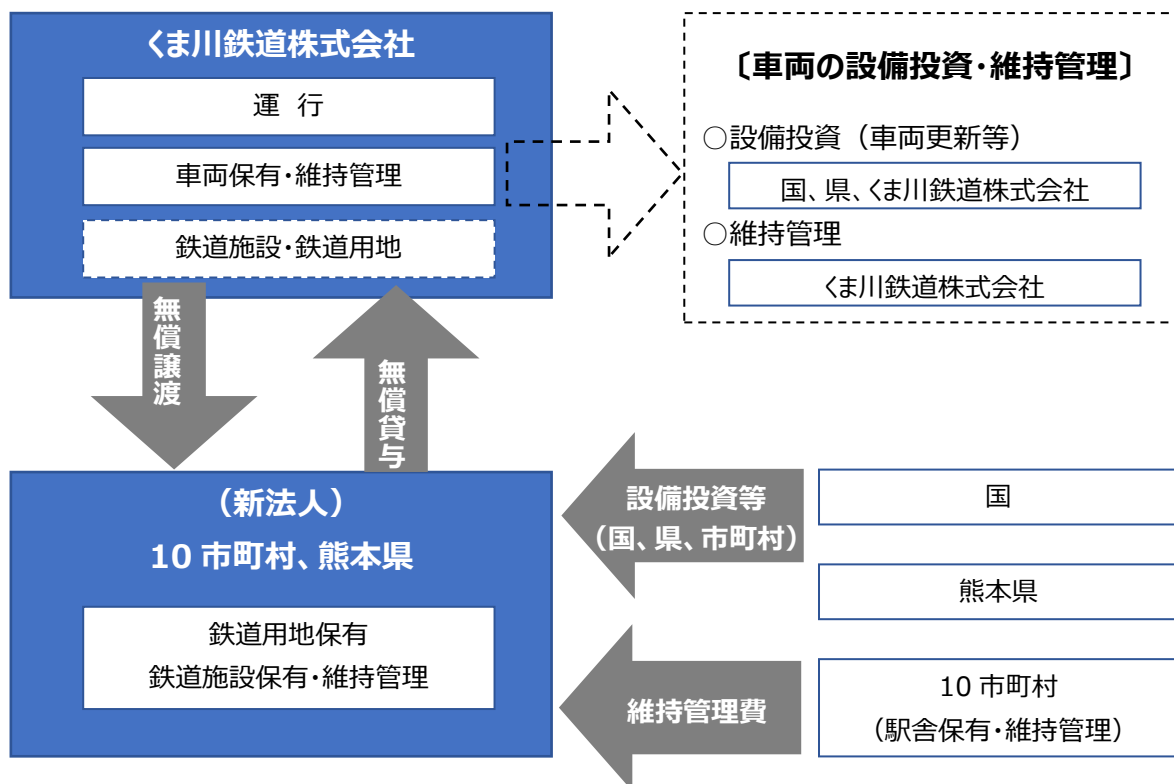 くま川鉄道株式会社
運 行
車両保有・維持管理
鉄道施設・鉄道用地
〔車両の設備投資・維持管理〕
○設備投資（車両更新等）
国、県、くま川鉄道株式会社
○維持管理
くま川鉄道株式会社
無償譲渡
無償貸与
（新法人）
10 市町村、熊本県
鉄道用地保有
鉄道施設保有・維持管理
設備投資等
（国、県、市町村）
維持管理費
国
熊本県
10 市町村
（駅舎保有・維持管理）